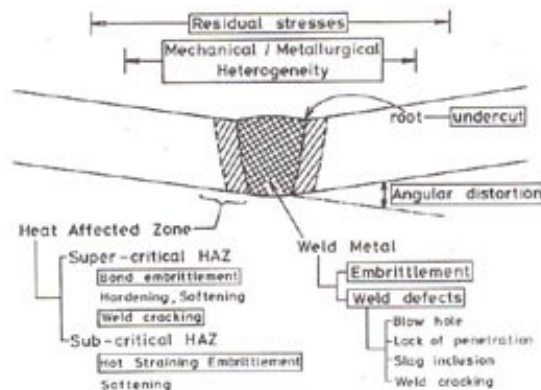 Residual stresses
Mechanical / Metallurgical
Heterogeneity
root undercut
Angular distortion
Heat Affected Zone
Super-critical HAZ
Bond embrittlement
Hardening, Softening
Weld cracking
Sub-critical HAZ
Hot Straining Embrittlement
Softening
Weld Metal
Embrittlement
Weld defects
Blow hole
Lack of penetration
Slag inclusion
Weld cracking